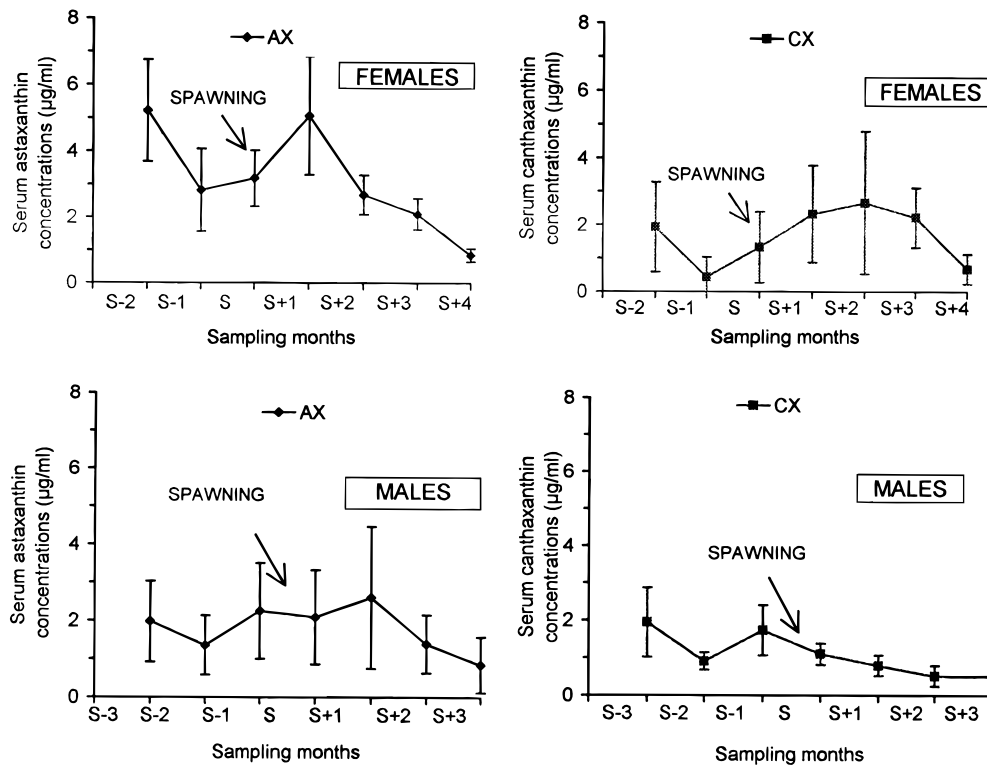 8
6
4
2
0
Serum astaxanthin
concentrations (µg/ml)
AX
FEMALES
SPAWNING
S-2 S-1 S S+1 S+2 S+3 S+4
Sampling months
8
6
4
2
0
Serum canthaxanthin
concentrations (µg/ml)
CX
FEMALES
SPAWNING
S-2 S-1 S S+1 S+2 S+3 S+4
Sampling months
8
6
4
2
0
Serum astaxanthin
concentrations (µg/ml)
AX
MALES
SPAWNING
S-3 S-2 S-1 S S+1 S+2 S+3
Sampling months
8
6
4
2
0
Serum canthaxanthin
concentrations (µg/ml)
CX
MALES
SPAWNING
S-3 S-2 S-1 S S+1 S+2 S+3
Sampling months